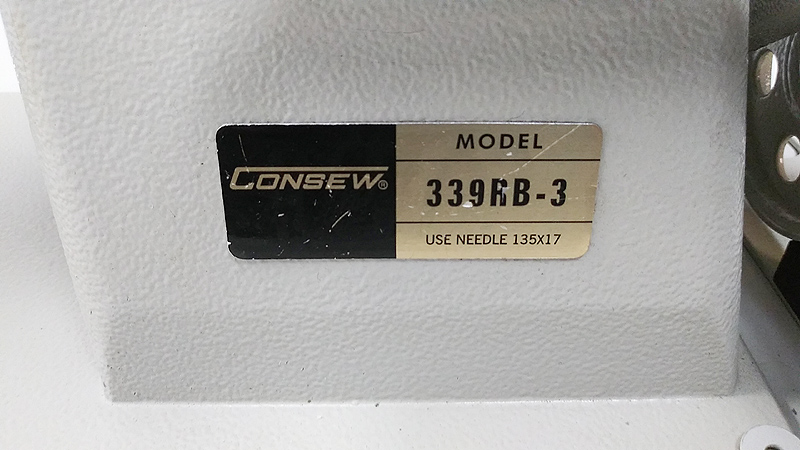 CONSEW®
MODEL
339RB-3
USE NEEDLE 135X17